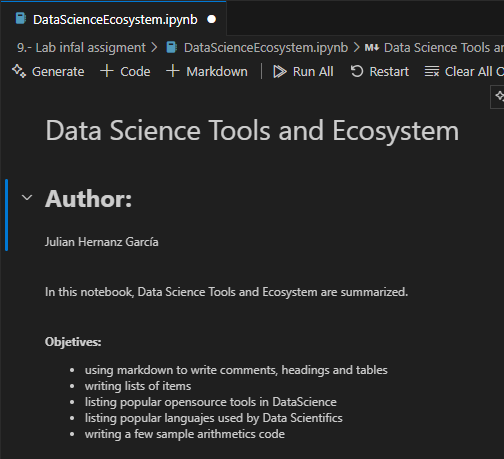 DataScienceEcosystem.ipynb
9.- Lab infal assigment > DataScienceEcosystem.ipynb > M↓ Data Science Tools
Generate + Code + Markdown Run All Restart Clear All
Data Science Tools and Ecosystem
Author:
Julian Hernanz García
In this notebook, Data Science Tools and Ecosystem are summarized.
Objetives:
• using markdown to write comments, headings and tables
• writing lists of items
• listing popular opensource tools in DataScience
• listing popular languajes used by Data Scientifics
• writing a few sample arithmetics code